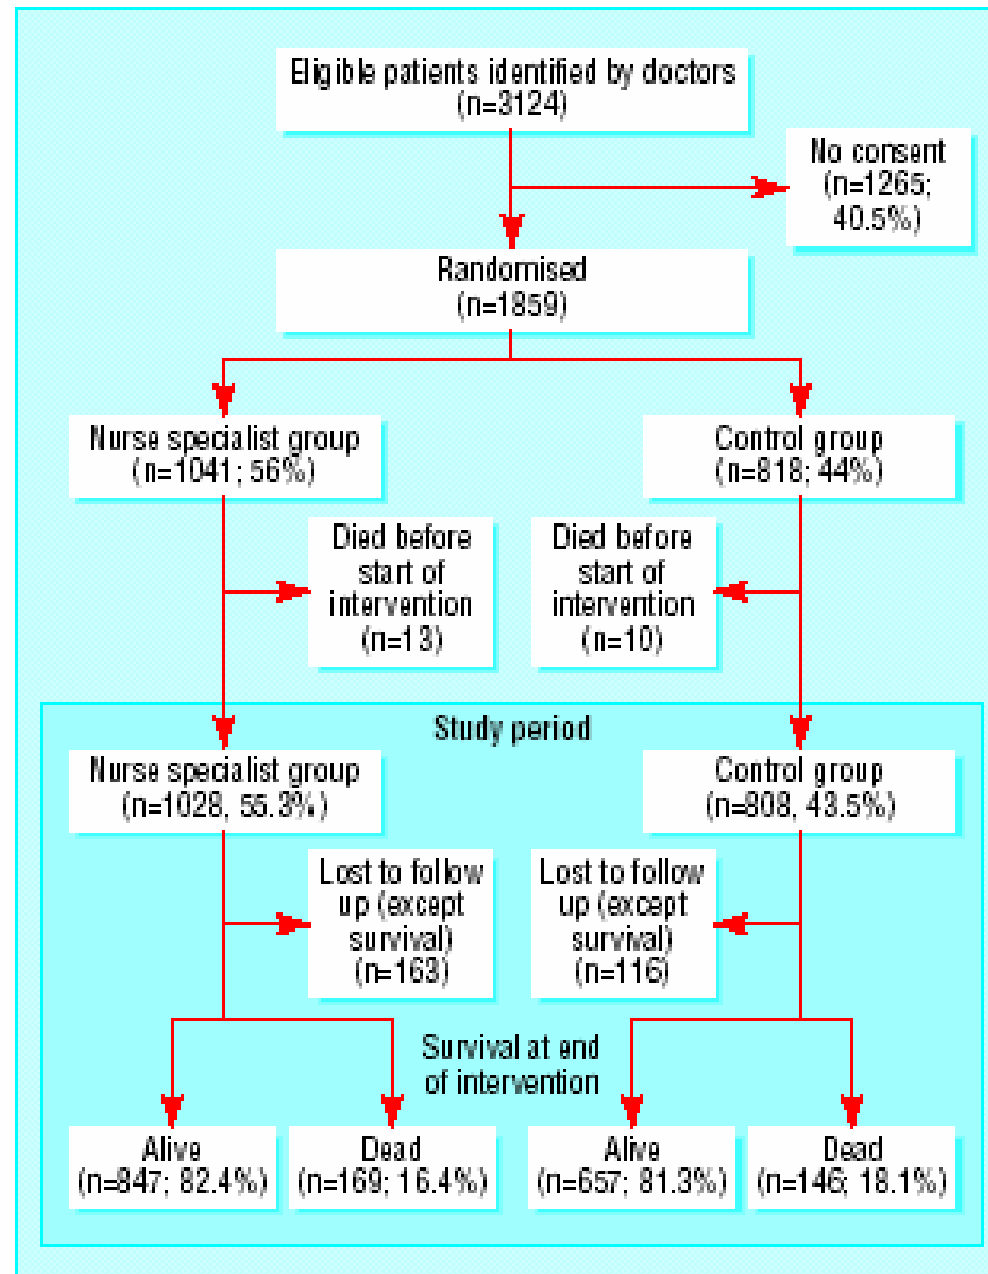 Eligible patients identified by doctors
(n=3124)
No consent
(n=1265;
40.5%)
Randomised
(n=1859)
Nurse specialist group
(n=1041; 56%)
Control group
(n=818; 44%)
Died before
start of
intervention
(n=13)
Died before
start of
intervention
(n=10)
Study period
Nurse specialist group
(n=1028, 55.3%)
Control group
(n=808, 43.5%)
Lost to follow
up (except
survival)
(n=163)
Lost to follow
up (except
survival)
(n=116)
Survival at end
of intervention
Alive
(n=847; 82.4%)
Dead
(n=169; 16.4%)
Alive
(n=657; 81.3%)
Dead
(n=146; 18.1%)